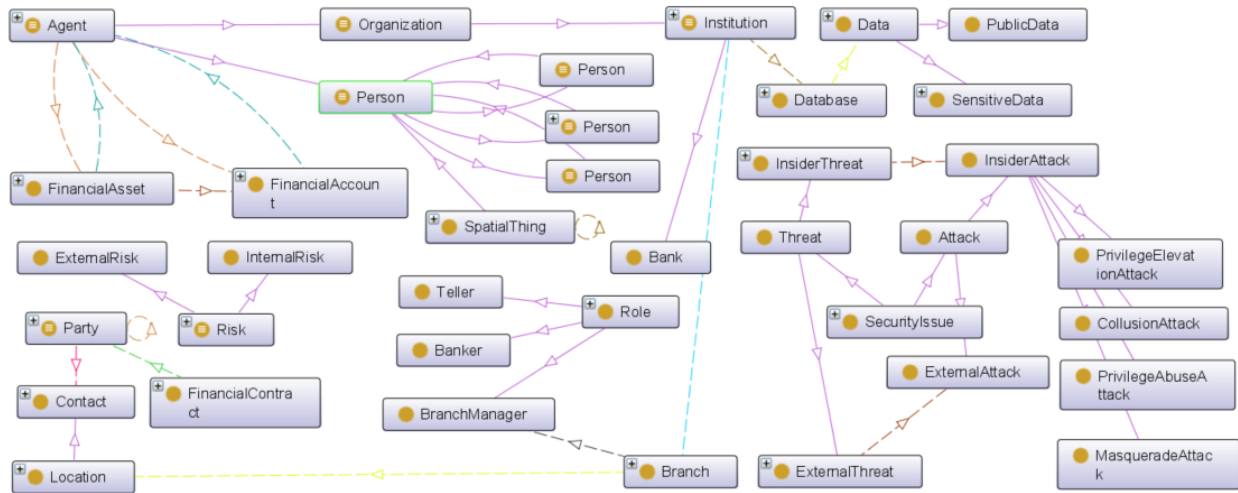 Agent
Organization
Institution
Data
PublicData
Person
Person
Person
Person
Database
SensitiveData
InsiderThreat
InsiderAttack
FinancialAsset
FinancialAccoun
t
SpatialThing
Threat
Attack
ExternalRisk
InternalRisk
Bank
PrivilegeElevat
ionAttack
Teller
Role
SecurityIssue
CollusionAttack
Party
Risk
Banker
ExternalAttack
PrivilegeAbuseA
ttack
Contact
FinancialContra
ct
BranchManager
MasqueradeAttac
k
Location
Branch
ExternalThreat